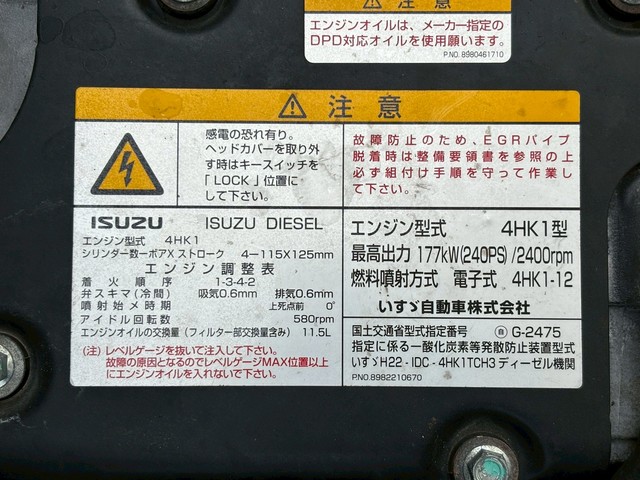 注意
エンジンオイルは、メーカー指定の
DPD対応オイルを使用願います。
P.NO. 8980461710
注意
感電の恐れ有り。
ヘッドカバーを取り外
す時はキースイッチを
「LOCK」位置に
して下さい。
故障防止のため、EGRパイプ
脱着時は整備要領書を参照の上
必ず組付け手順を守って作業し
て下さい。
ISUZU ISUZU DIESEL
エンジン型式 4HK1
シリンダー数ーボアXストローク 4ー115X125mm
エンジン調整表
着火順序 1-3-4-2
弁スキマ(冷間) 吸気0.6mm 排気0.6mm
噴射始メ時期 上死点前 0°
アイドル回転数 580rpm
エンジンオイルの交換量(フィルター部交換量含み) 11.5L
(注)レベルゲージを抜いて注入して下さい。
故障の原因となるのでレベルゲージMAX位置以上
にエンジンオイルを入れないで下さい。
エンジン型式 4HK1型
最高出力 177kW(240PS)/2400rpm
燃料噴射方式 電子式 4HK1-12
いすゞ自動車株式会社
国土交通省型式指定番号 G-2475
指定に係る一酸化炭素等発散防止装置型式
いすゞH22-IDC-4HK1TCH3 ディーゼル機関
P.NO.8982210670